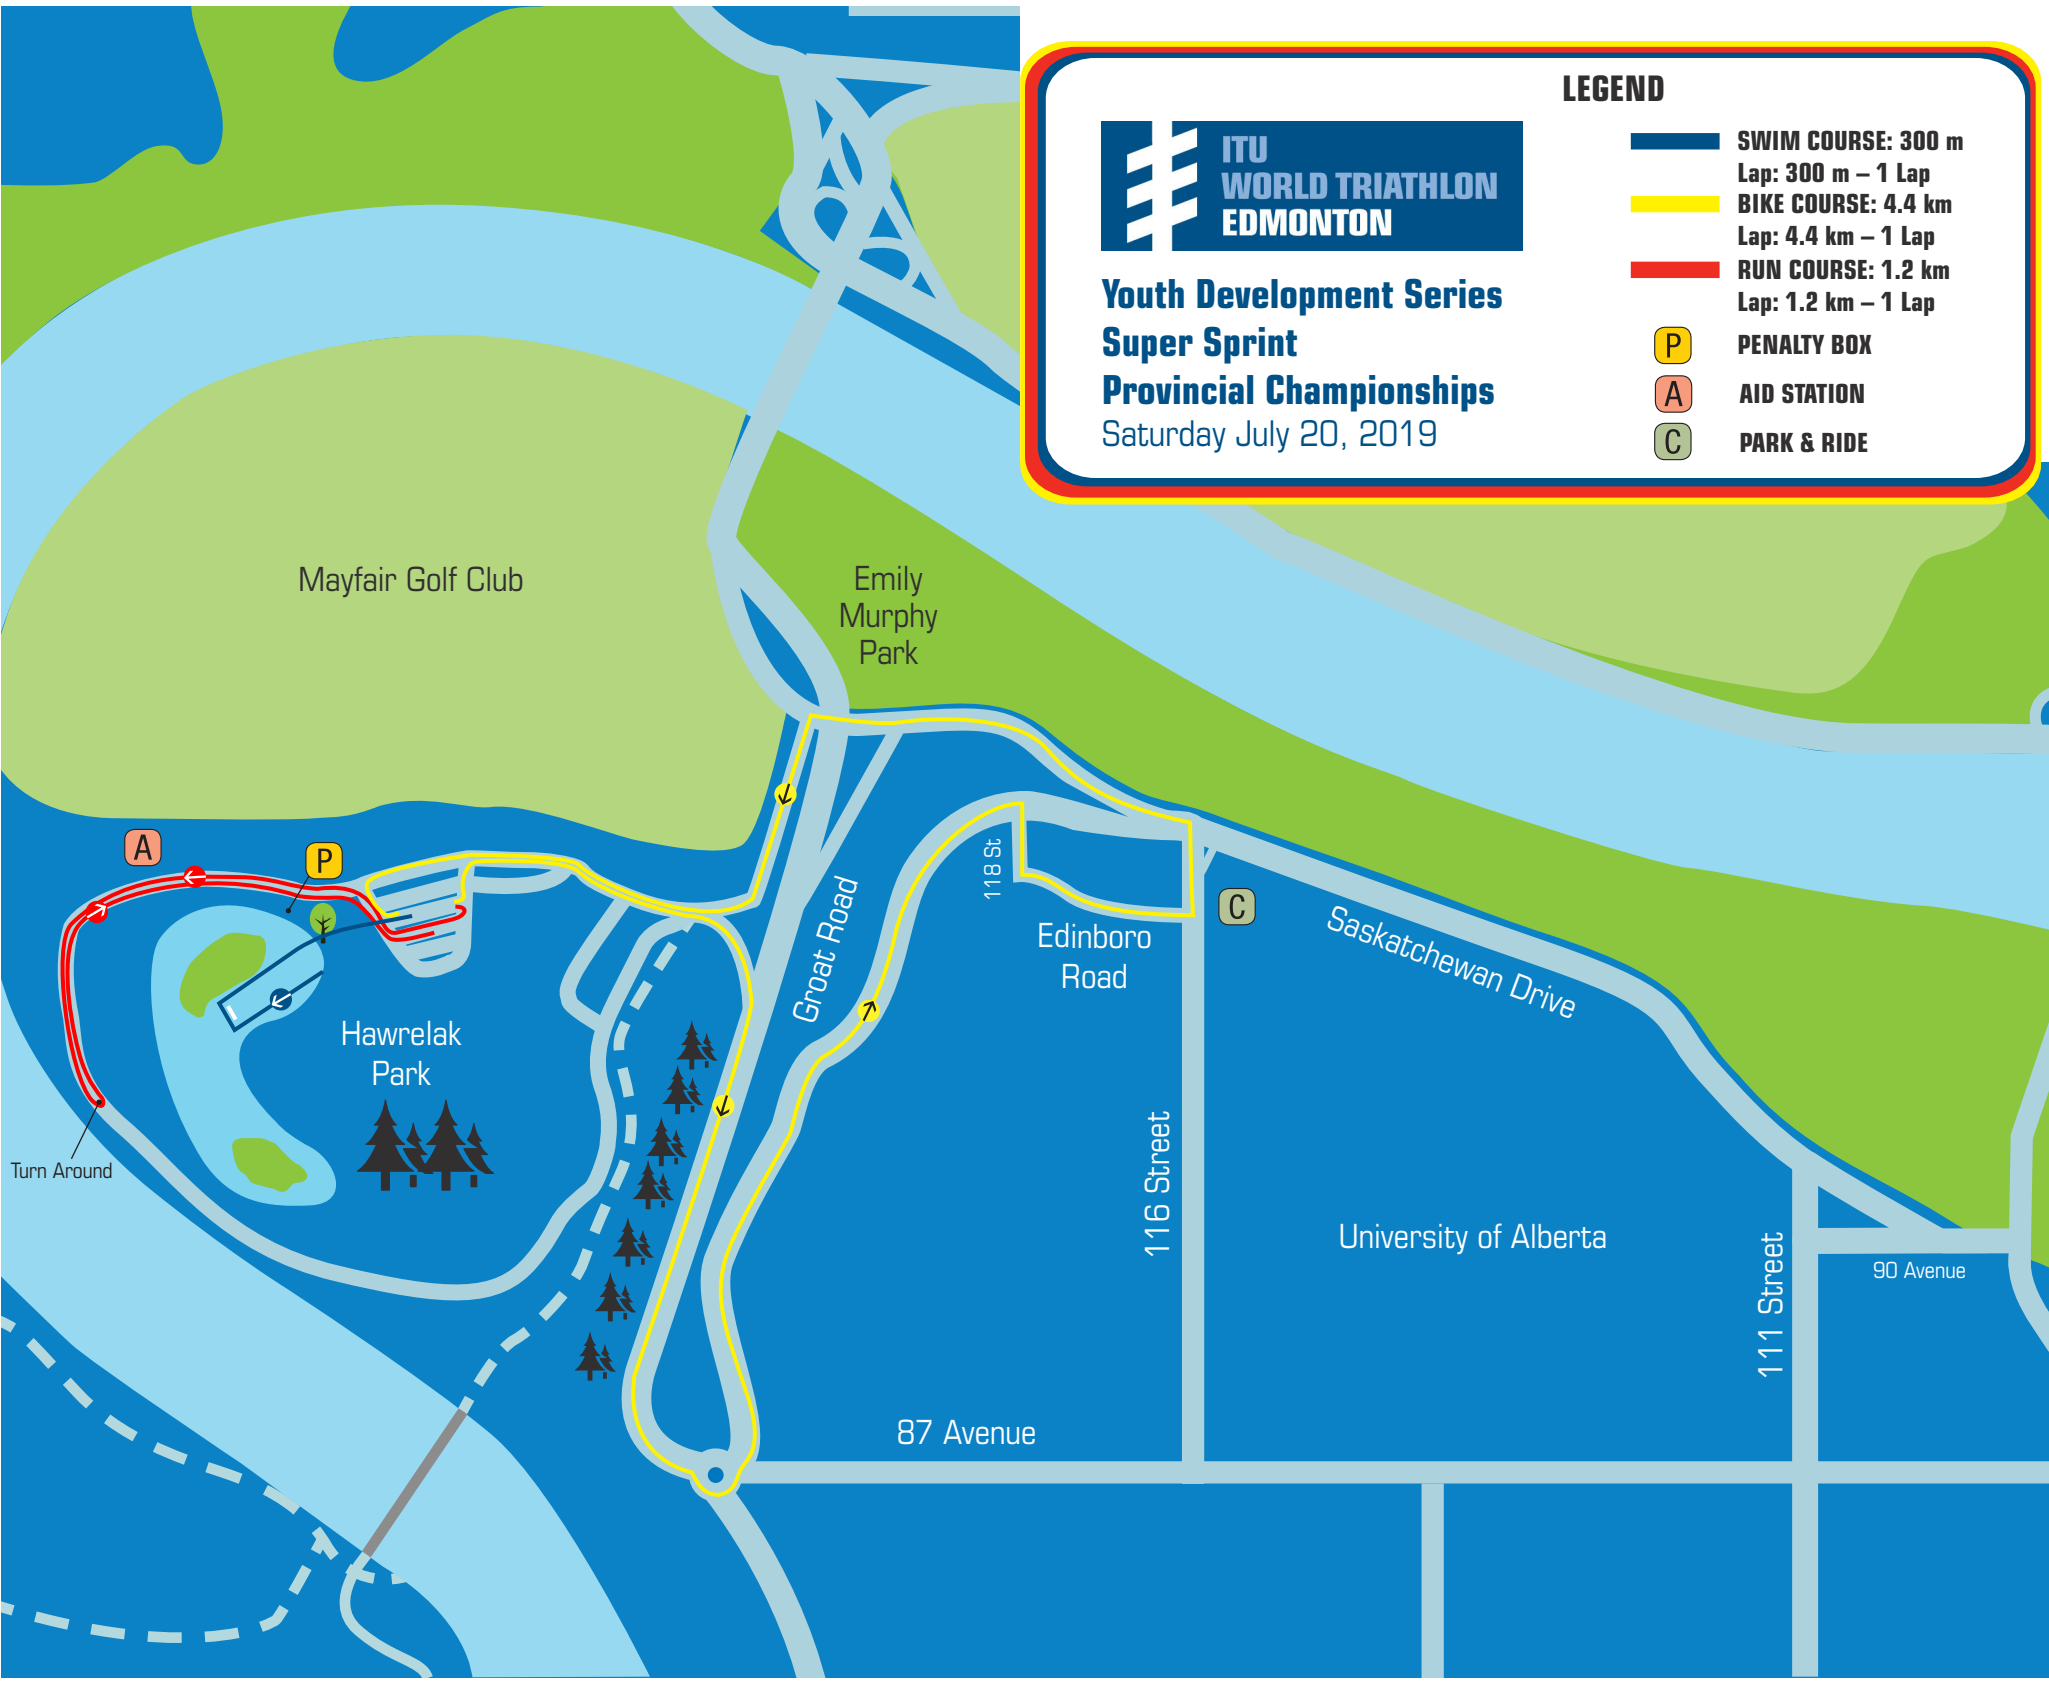 LEGEND
ITU
WORLD TRIATHLON
EDMONTON
Youth Development Series
Super Sprint
Provincial Championships
Saturday July 20, 2019
SWIM COURSE: 300 m
Lap: 300 m – 1 Lap
BIKE COURSE: 4.4 km
Lap: 4.4 km – 1 Lap
RUN COURSE: 1.2 km
Lap: 1.2 km – 1 Lap
P PENALTY BOX
A AID STATION
C PARK & RIDE
Mayfair Golf Club
Emily
Murphy
Park
A
P
118 St
Groat Road
C
Edinboro
Road
Saskatchewan Drive
Hawrelak
Park
Turn Around
116 Street
University of Alberta
111 Street
90 Avenue
87 Avenue